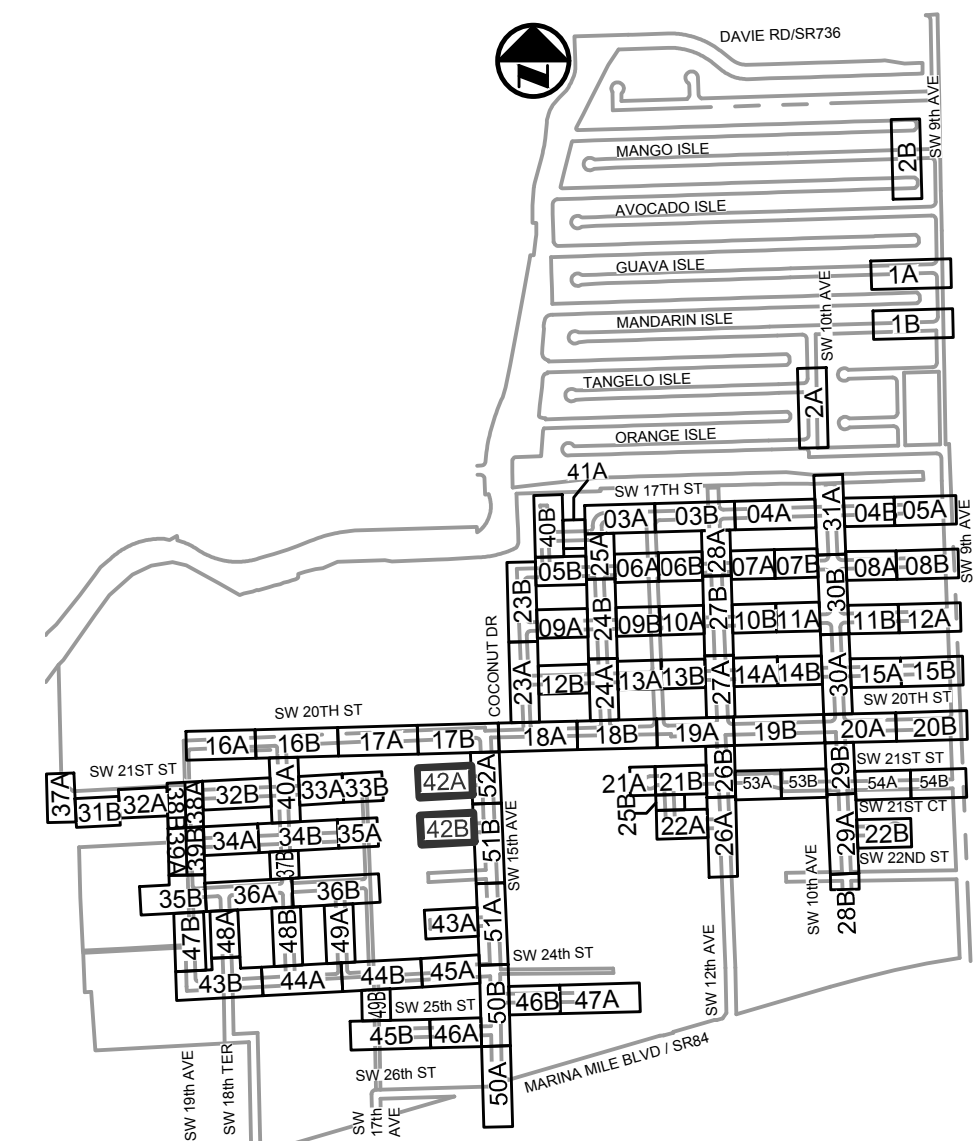 DAVIE RD/SR736
SW 9th AVE
MANGO ISLE
2B
AVOCADO ISLE
GUAVA ISLE
1A
SW 10th AVE
MANDARIN ISLE
1B
TANGELO ISLE
2A
ORANGE ISLE
41A
SW 17TH ST
40B
03A
03B
04A
31A
04B
05A
SW 9th AVE
25A
28A
05B
06A
06B
07A
07B
08A
08B
23B
24B
27B
30B
09A
09B
10A
10B
11A
11B
12A
COCONUT DR
23A
12B
24A
13A
13B
27A
14A
14B
30A
15A
15B
SW 20TH ST
SW 20TH ST
16A
16B
17A
17B
18A
18B
19A
19B
20A
20B
SW 21ST ST
SW 21ST ST
37A
31B
32A
38B
38A
32B
40A
33A
33B
42A
52A
21A
21B
26B
53A
53B
29B
54A
54B
25B
SW 21ST CT
39A
39B
34A
34B
35A
42B
51B
SW 15th AVE
22A
26A
29A
22B
37B
SW 22ND ST
35B
36A
36B
SW 10th AVE
28B
47B
48A
48B
49A
43A
51A
SW 12th AVE
SW 24th ST
43B
44A
44B
45A
50B
49B
SW 25th ST
46B
47A
45B
46A
SW 26th ST
50A
MARINA MILE BLVD / SR84
SW 19th AVE
SW 18th TER
SW
17th
AVE
N